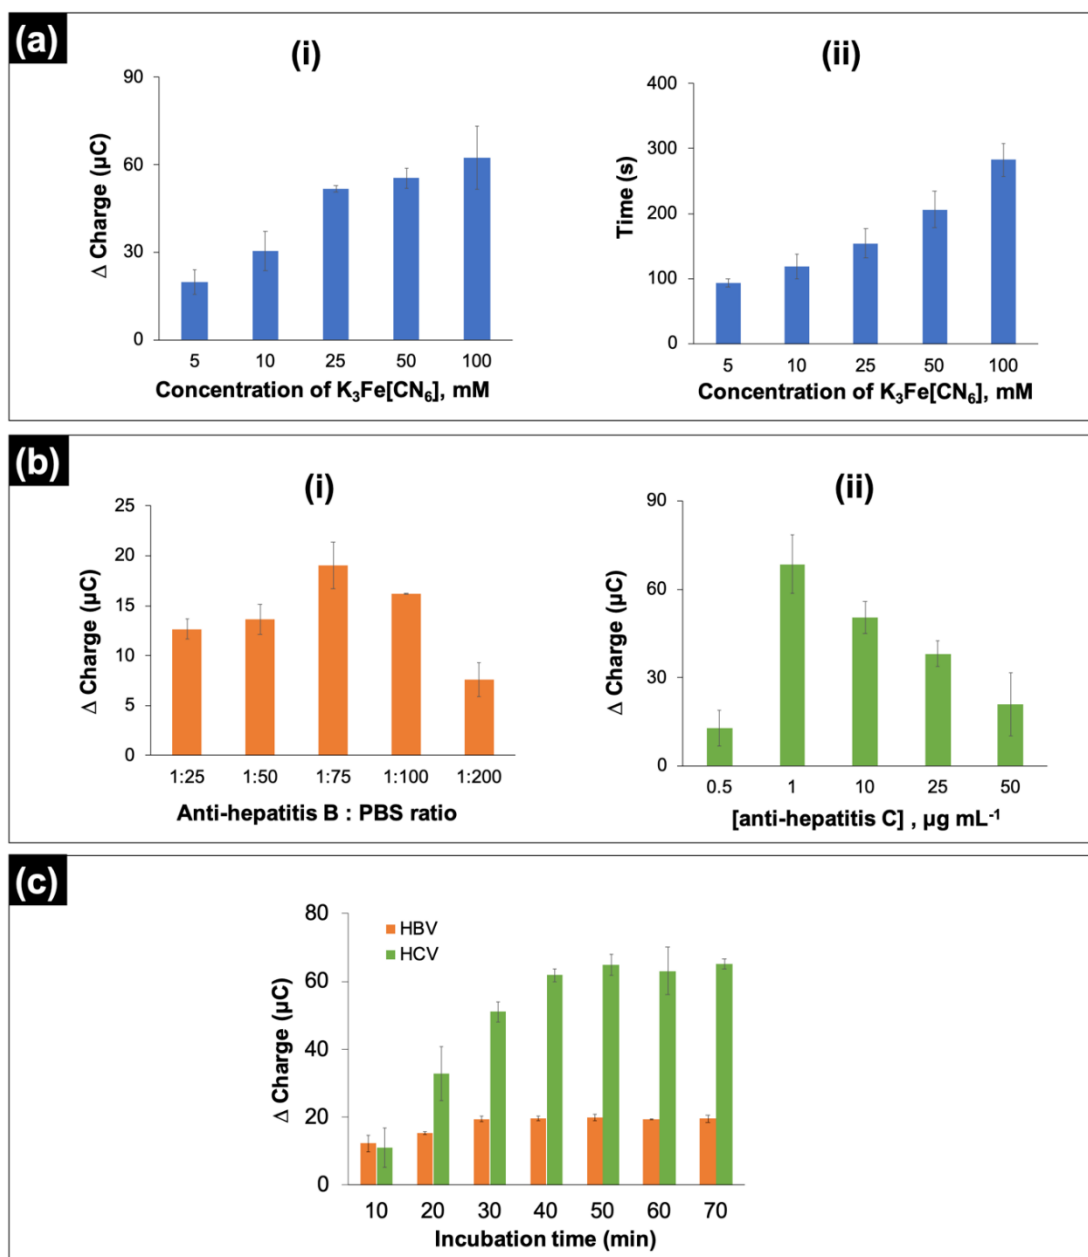 (a)
(i)
90
60
30
0
Δ Charge (µC)
5 10 25 50 100
Concentration of K₃Fe[CN₆], mM
(ii)
400
300
200
100
0
Time (s)
5 10 25 50 100
Concentration of K₃Fe[CN₆], mM
(b)
(i)
25
20
15
10
5
0
Δ Charge (µC)
1:25 1:50 1:75 1:100 1:200
Anti-hepatitis B : PBS ratio
(ii)
90
60
30
0
Δ Charge (µC)
0.5 1 10 25 50
[anti-hepatitis C] , µg mL⁻¹
(c)
80
60
40
20
0
Δ Charge (µC)
HBV
HCV
10 20 30 40 50 60 70
Incubation time (min)